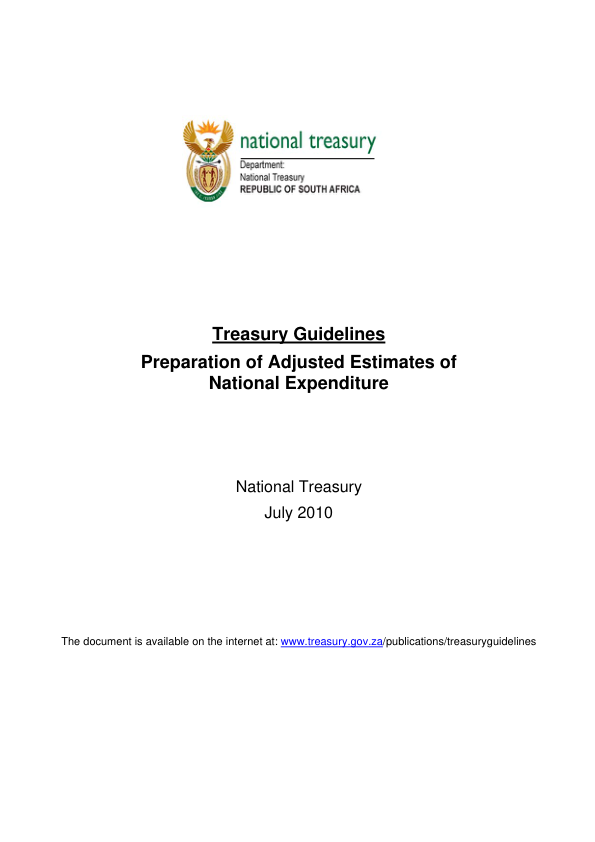 national treasury
Department:
National Treasury
REPUBLIC OF SOUTH AFRICA
Treasury Guidelines
Preparation of Adjusted Estimates of
National Expenditure
National Treasury
July 2010
The document is available on the internet at: www.treasury.gov.za/publications/treasuryguidelines